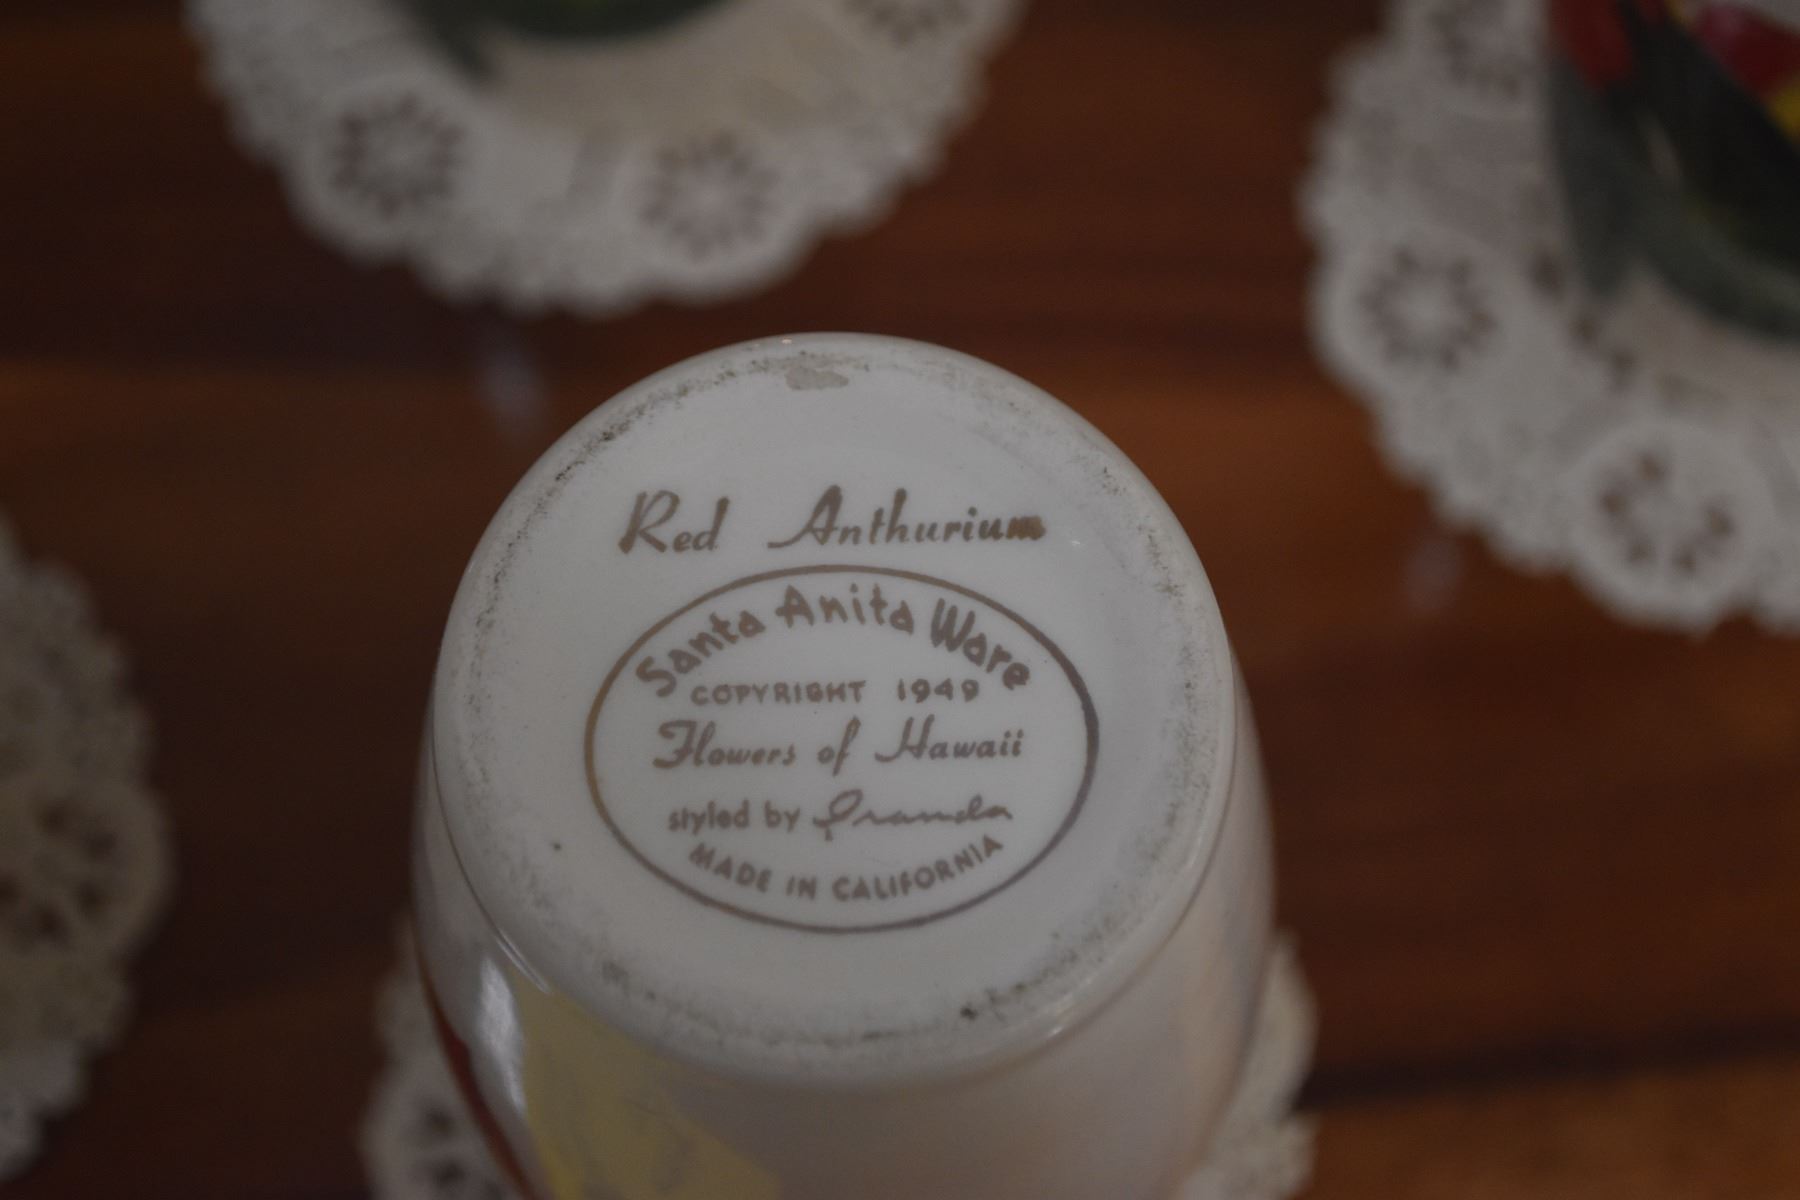 Red Anthurium
Santa Anita Ware
COPYRIGHT 1949
Flowers of Hawaii
styled by
MADE IN CALIFORNIA